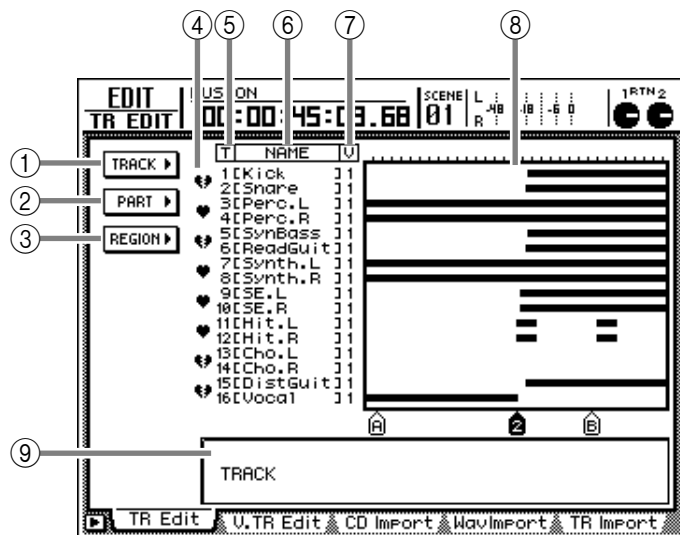 ④ ⑤ ⑥ ⑦ ⑧
EDIT
TR EDIT
00:00:45:03.68
SCENE
01
L
R
-48 -18 -6 0
1 RTN 2
① TRACK
② PART
③ REGION
T NAME V
1[Kick ]1
2[Snare ]1
3[Perc.L ]1
4[Perc.R ]1
5[SynBass ]1
6[ReadGuit]1
7[Synth.L ]1
8[Synth.R ]1
9[SE.L ]1
10[SE.R ]1
11[Hit.L ]1
12[Hit.R ]1
13[Cho.L ]1
14[Cho.R ]1
15[DistGuit]1
16[Vocal ]1
A 2 B
⑨ TRACK
TR Edit V.TR Edit CD Import WavImport TR Import